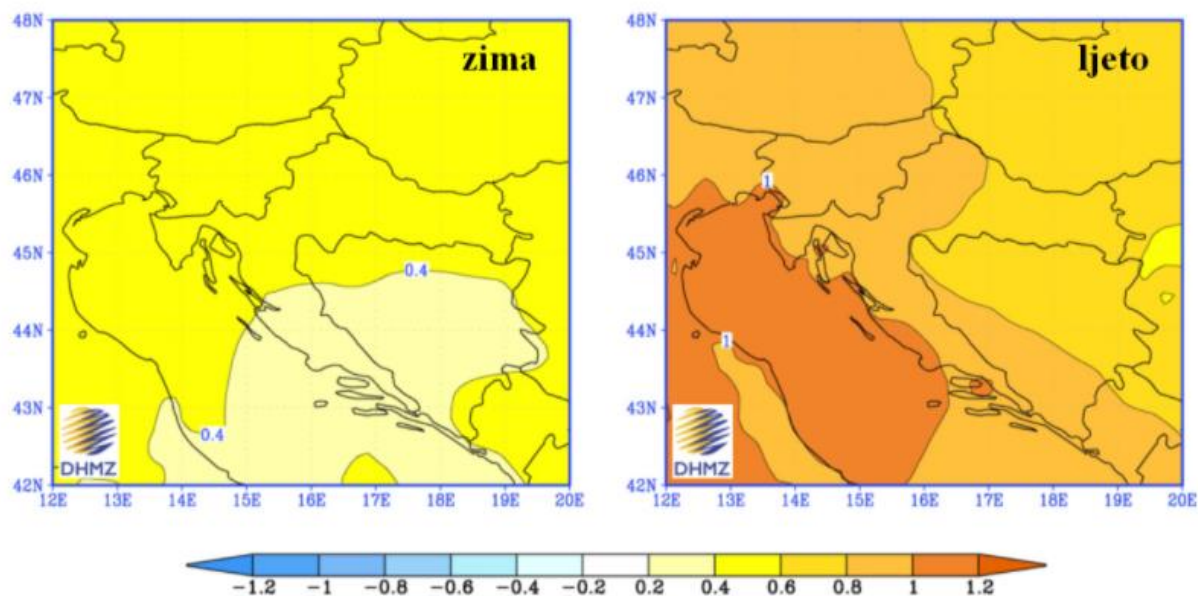 zima
ljeto
48N
47N
46N
45N
44N
43N
42N
12E 13E 14E 15E 16E 17E 18E 19E 20E
0.4
0.4
DHMZ
48N
47N
46N
45N
44N
43N
42N
12E 13E 14E 15E 16E 17E 18E 19E 20E
1
1
DHMZ
-1.2 -1 -0.8 -0.6 -0.4 -0.2 0.2 0.4 0.6 0.8 1 1.2